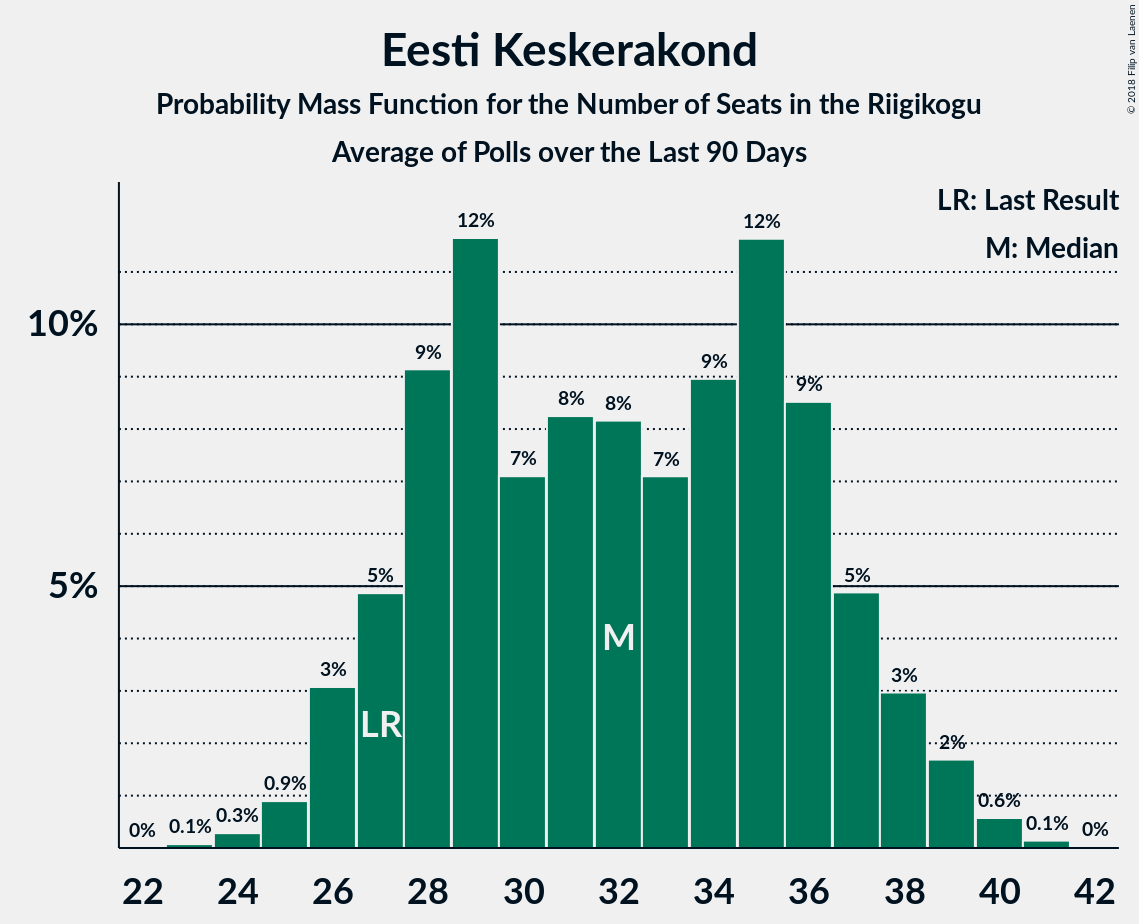 Eesti Keskerakond
Probability Mass Function for the Number of Seats in the Riigikogu
Average of Polls over the Last 90 Days
© 2018 Filip van Laenen
LR: Last Result
M: Median
10%
5%
0% 0.1% 0.3% 0.9% 3% 5% 9% 12% 7% 8% 8% 7% 9% 12% 9% 5% 3% 2% 0.6% 0.1% 0%
LR
M
22 24 26 28 30 32 34 36 38 40 42